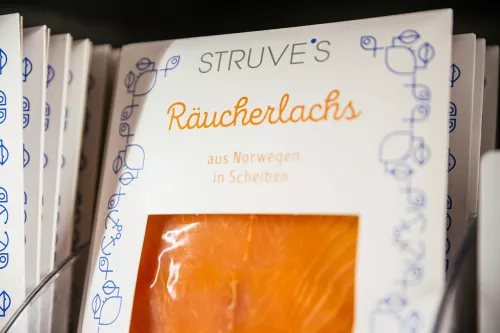 STRUVE'S
Räucherlachs
aus Norwegen
in Scheiben